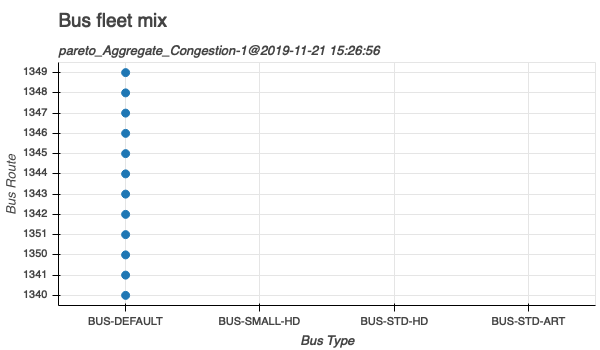 Bus fleet mix
pareto_Aggregate_Congestion-1@2019-11-21 15:26:56
Bus Route
1349
1348
1347
1346
1345
1344
1343
1342
1351
1350
1341
1340
BUS-DEFAULT BUS-SMALL-HD BUS-STD-HD BUS-STD-ART
Bus Type